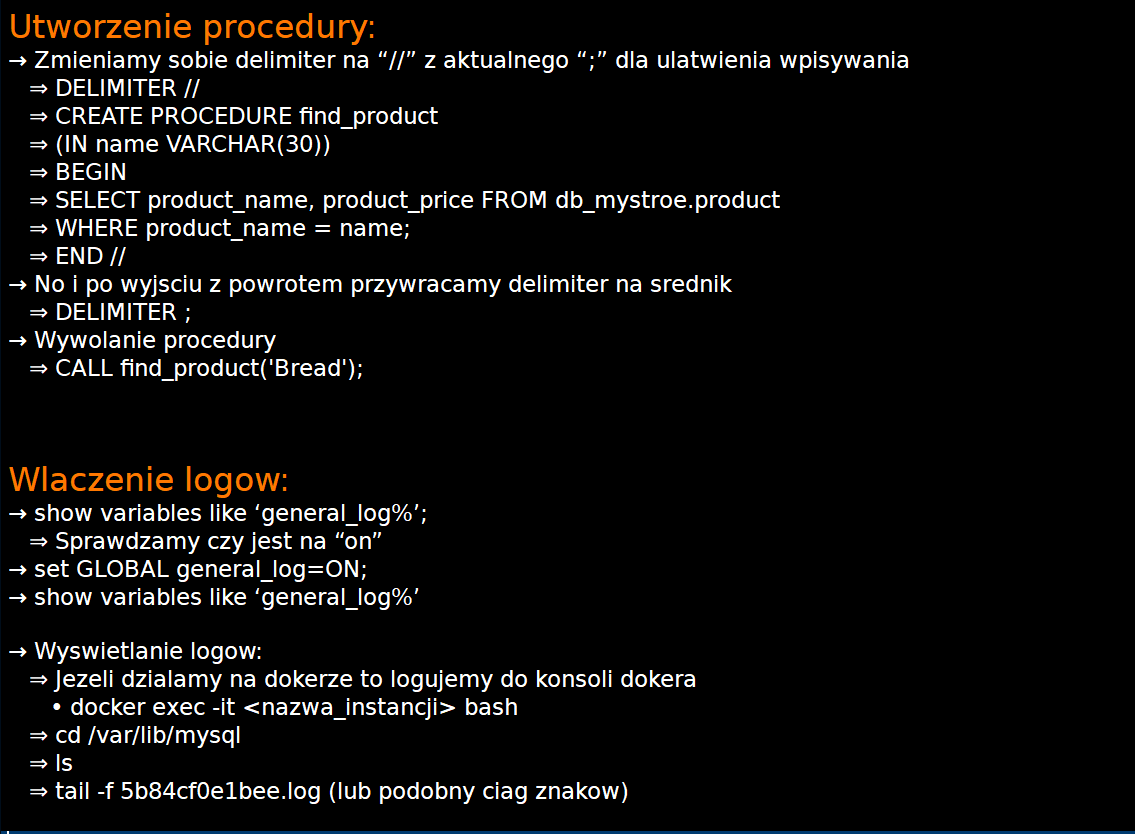 Utworzenie procedury:
→ Zmieniamy sobie delimiter na “//” z aktualnego “;” dla ulatwienia wpisywania
⇒ DELIMITER //
⇒ CREATE PROCEDURE find_product
⇒ (IN name VARCHAR(30))
⇒ BEGIN
⇒ SELECT product_name, product_price FROM db_mystroe.product
⇒ WHERE product_name = name;
⇒ END //
→ No i po wyjsciu z powrotem przywracamy delimiter na srednik
⇒ DELIMITER ;
→ Wywolanie procedury
⇒ CALL find_product('Bread');
Wlaczenie logow:
→ show variables like ‘general_log%’;
⇒ Sprawdzamy czy jest na “on”
→ set GLOBAL general_log=ON;
→ show variables like ‘general_log%’
→ Wyswietlanie logow:
⇒ Jezeli dzialamy na dokerze to logujemy do konsoli dokera
• docker exec -it <nazwa_instancji> bash
⇒ cd /var/lib/mysql
⇒ ls
⇒ tail -f 5b84cf0e1bee.log (lub podobny ciag znakow)